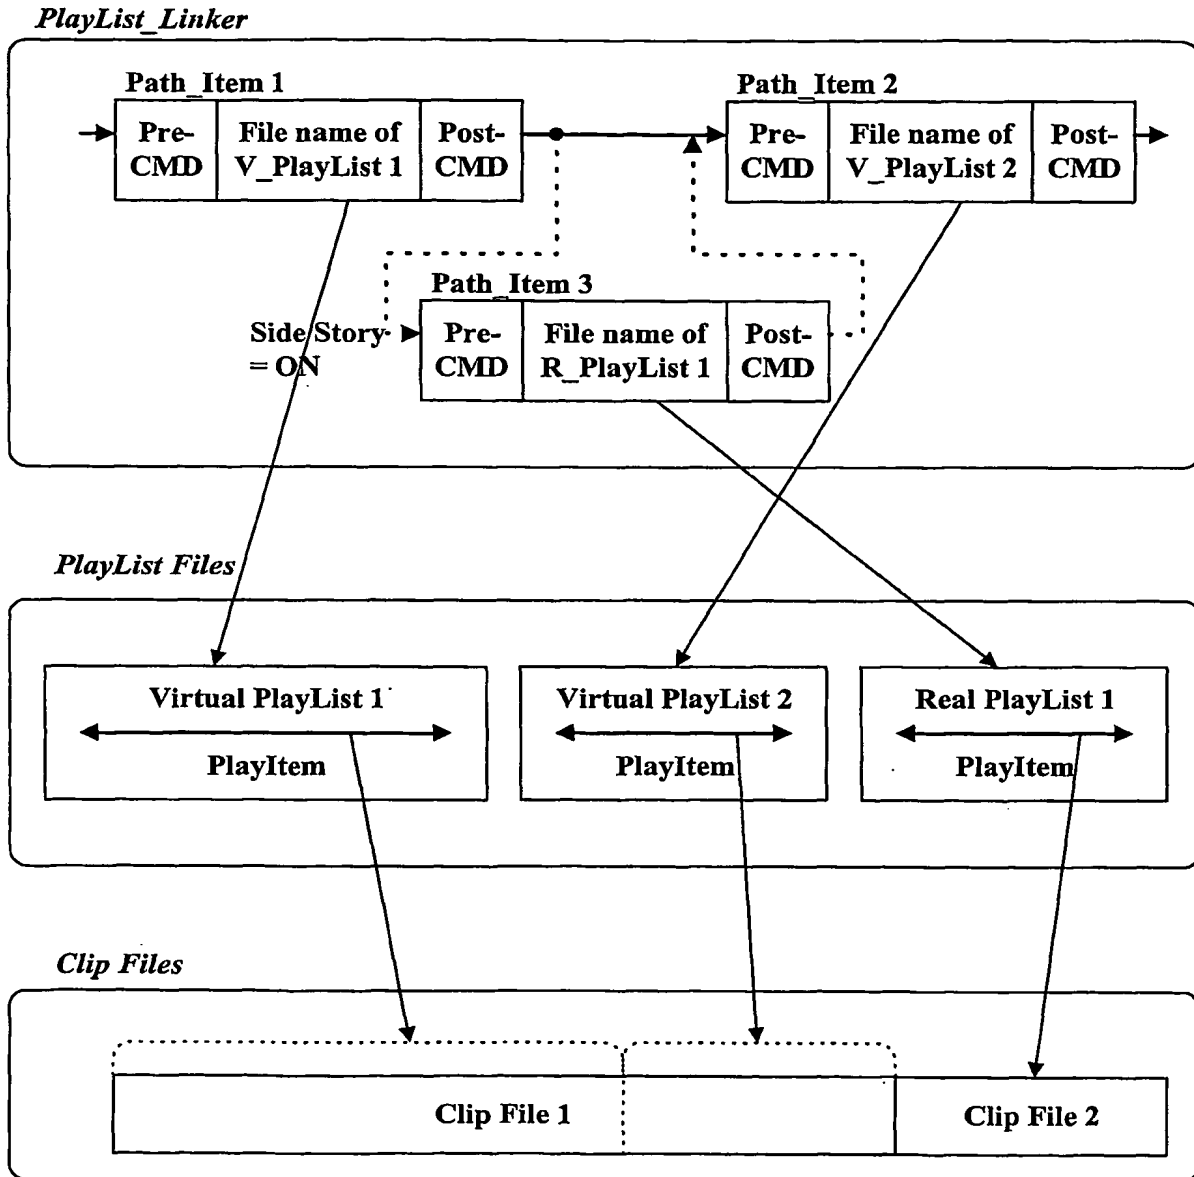 PlayList_Linker
Path_Item 1
Pre-
CMD
File name of
V_PlayList 1
Post-
CMD
Path_Item 2
Pre-
CMD
File name of
V_PlayList 2
Post-
CMD
Path_Item 3
Side Story
= ON
Pre-
CMD
File name of
R_PlayList 1
Post-
CMD
PlayList Files
Virtual PlayList 1
PlayItem
Virtual PlayList 2
PlayItem
Real PlayList 1
PlayItem
Clip Files
Clip File 1
Clip File 2